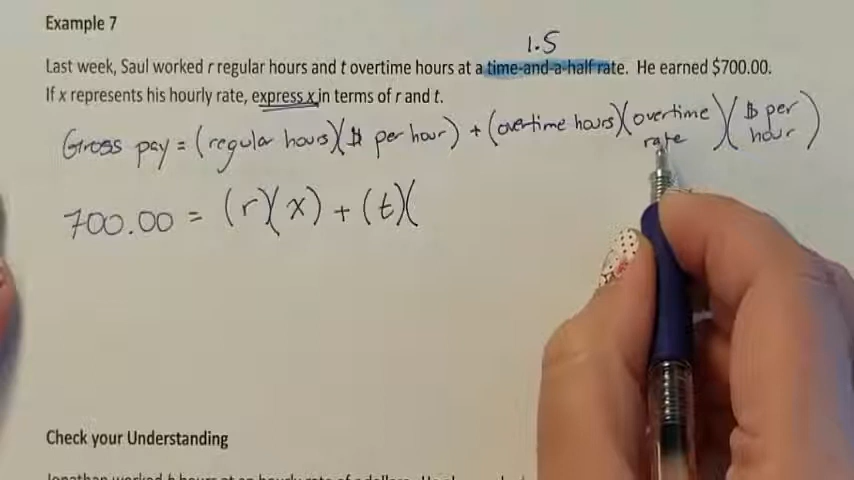 Example 7
1.5
Last week, Saul worked r regular hours and t overtime hours at a time-and-a-half rate. He earned $700.00.
If x represents his hourly rate, express x in terms of r and t.
Gross pay = (regular hours)($ per hour) + (overtime hours)(overtime rate)($ per hour)
700.00 = (r)(x) + (t)(
Check your Understanding